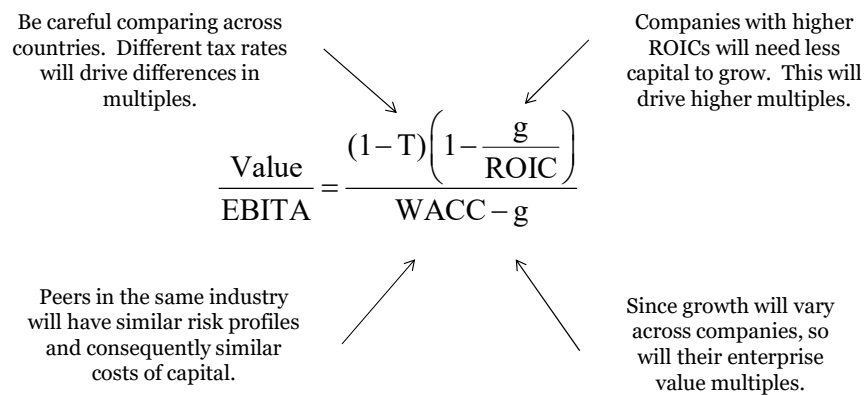 Be careful comparing across
countries.  Different tax rates
will drive differences in
multiples.
Companies with higher
ROICs will need less
capital to grow.  This will
drive higher multiples.
Value/EBITA = (1 − T)(1 − g/ROIC)/(WACC − g)
Peers in the same industry
will have similar risk profiles
and consequently similar
costs of capital.
Since growth will vary
across companies, so
will their enterprise
value multiples.